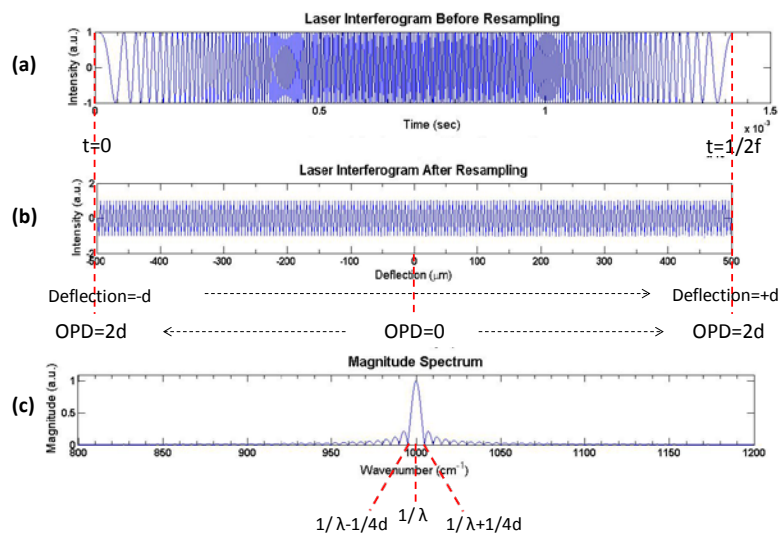 Laser Interferogram Before Resampling
(a)
Intensity (a.u.)
1
0
-1
0 0.5 1 1.5
Time (sec)
x 10⁻³
t=0
t=1/2f
Laser Interferogram After Resampling
(b)
Intensity (a.u.)
2
0
-2
-500 -400 -300 -200 -100 0 100 200 300 400 500
Deflection (μm)
Deflection=-d
Deflection=+d
OPD=2d OPD=0 OPD=2d
Magnitude Spectrum
(c)
Magnitude (a.u.)
1
0.5
0
800 850 900 950 1000 1050 1100 1150 1200
Wavenumber (cm⁻¹)
1/λ-1/4d 1/λ 1/λ+1/4d